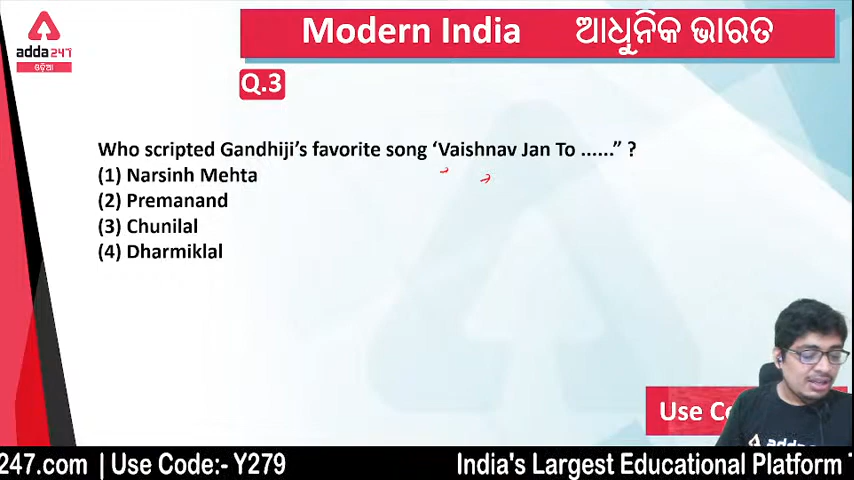 adda247
ଓଡ଼ିଆ
Modern India ଆଧୁନିକ ଭାରତ
Q.3
Who scripted Gandhiji's favorite song ‘Vaishnav Jan To ......” ?
(1) Narsinh Mehta
(2) Premanand
(3) Chunilal
(4) Dharmiklal
Use
247.com | Use Code:- Y279
India's Largest Educational Platform